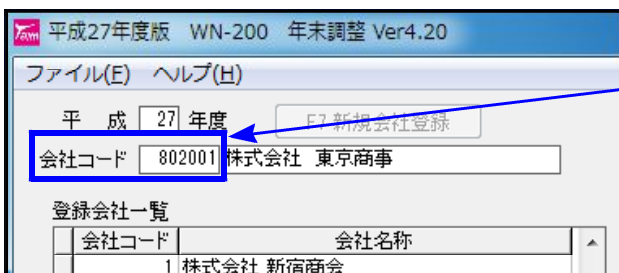 Tam 平成27年度版 WN-200 年末調整 Ver4.20
ファイル(F) ヘルプ(H)
平 成 27 年度 F7 新規会社登録
会社コード 802001 株式会社 東京商事
登録会社一覧
会社コード 会社名称
1 株式会社 新宿商会